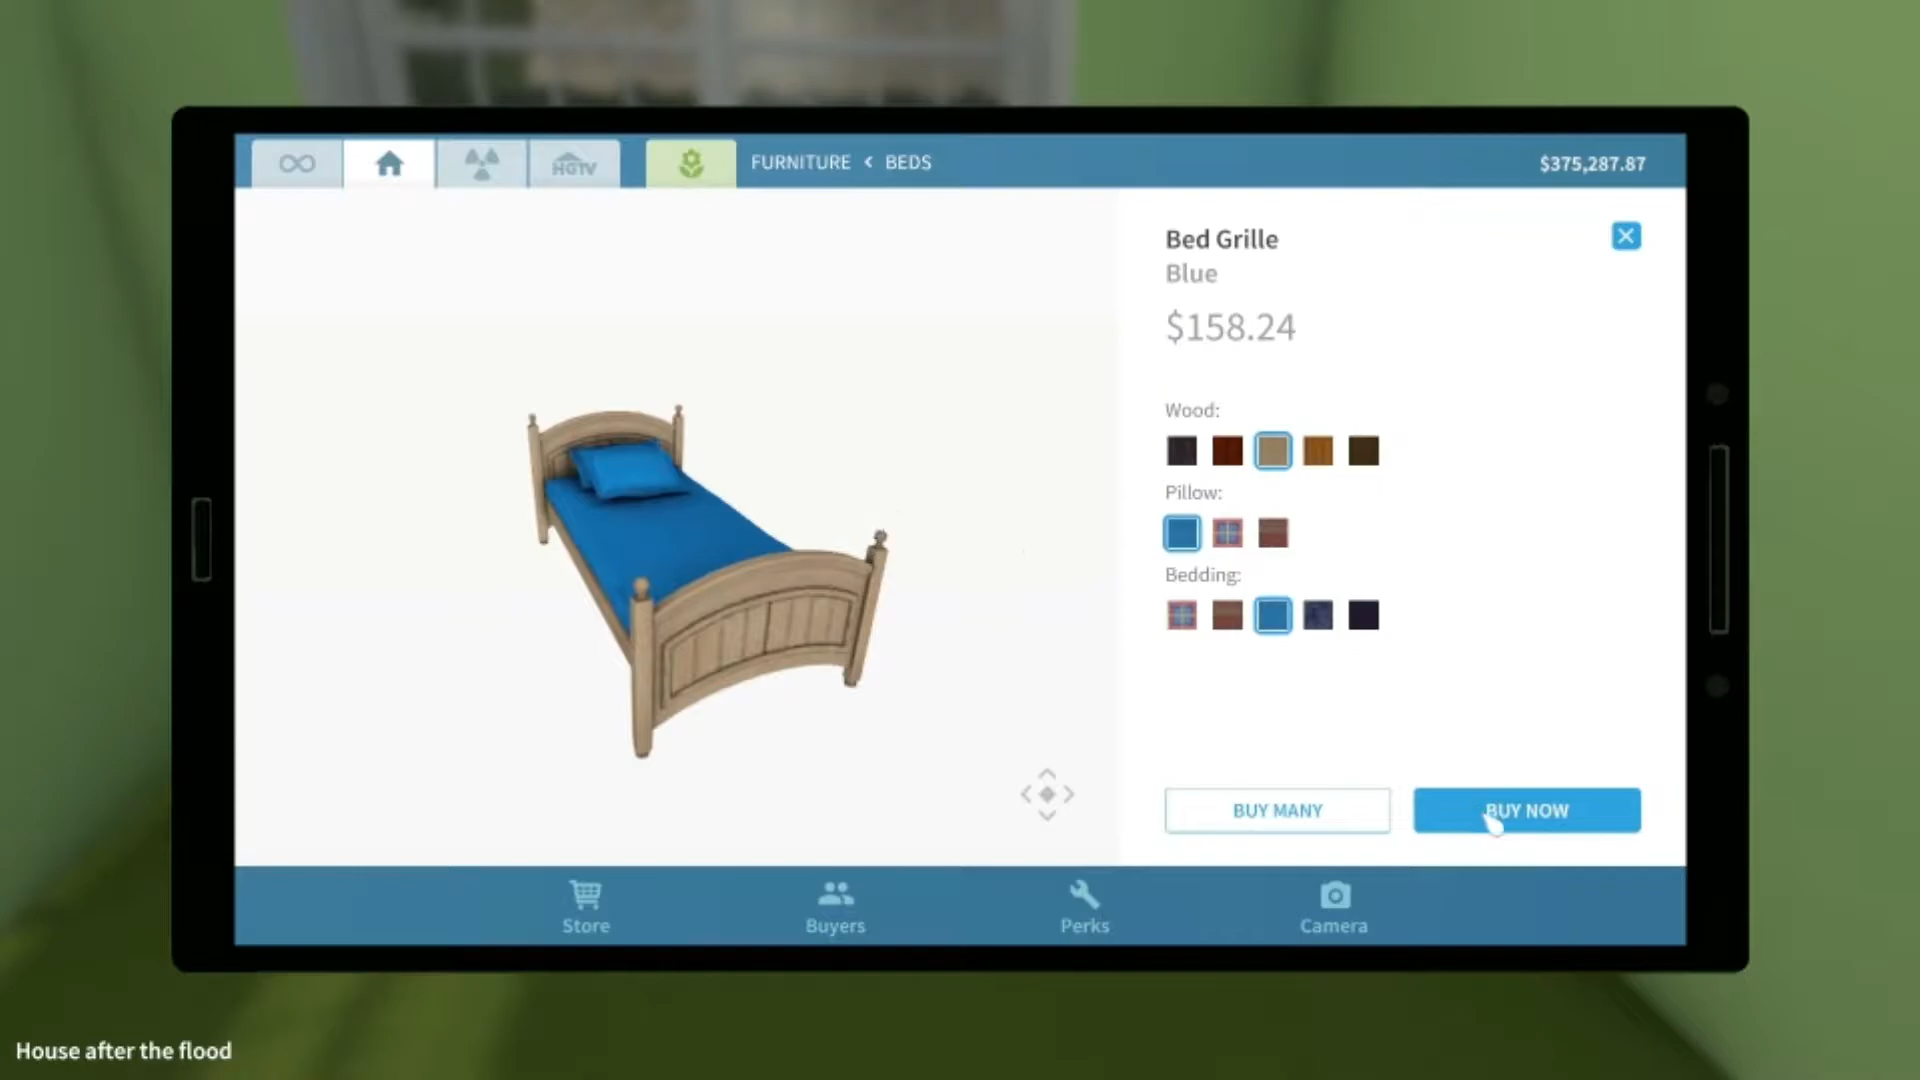 HGTV
FURNITURE < BEDS
$375,287.87
Bed Grille
Blue
$158.24
Wood:
Pillow:
Bedding:
BUY MANY
BUY NOW
Store
Buyers
Perks
Camera
House after the flood